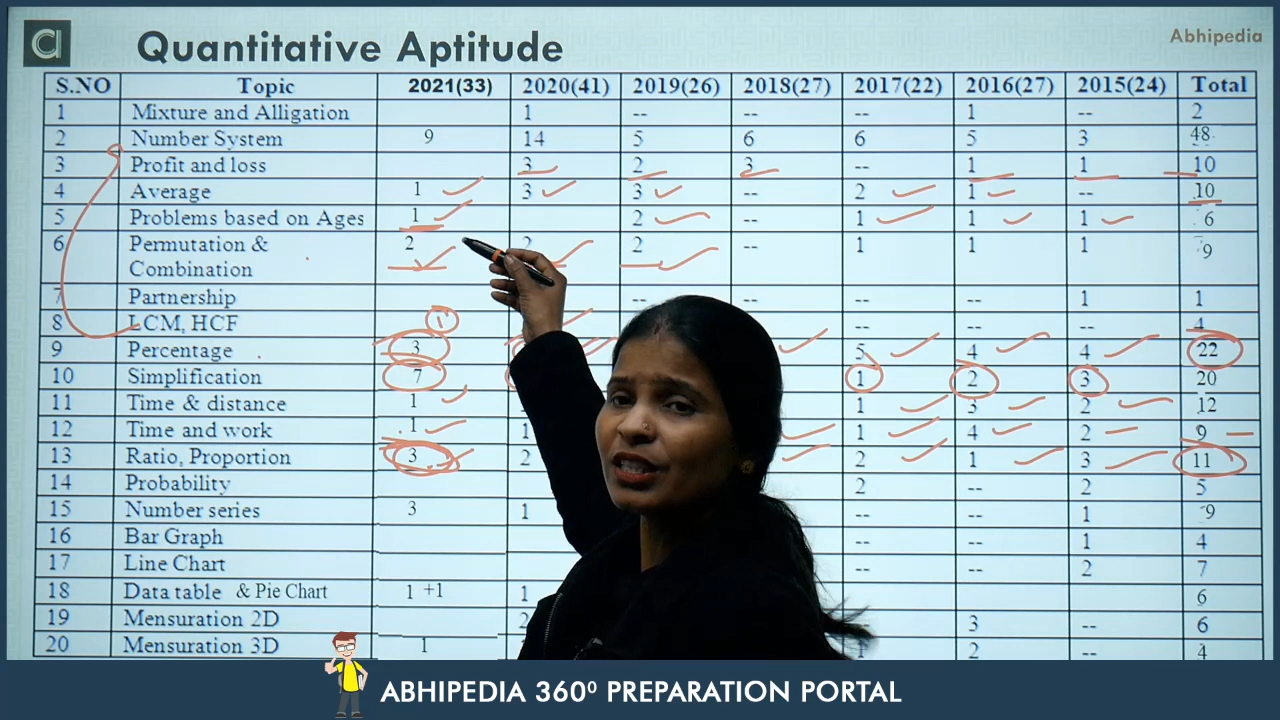 Quantitative Aptitude
Abhipedia
S.NO Topic 2021(33) 2020(41) 2019(26) 2018(27) 2017(22) 2016(27) 2015(24) Total
1 Mixture and Alligation 1 -- -- -- 1 -- 2
2 Number System 9 14 5 6 6 5 3 48
3 Profit and loss 3 2 3 -- 1 1 10
4 Average 1 3 3 -- 2 1 -- 10
5 Problems based on Ages 1 2 -- 1 1 1 6
6 Permutation & 2 2 2 -- 1 1 1 9
Combination
7 Partnership -- -- -- -- 1 1
8 LCM, HCF 1 -- -- -- 4
9 Percentage 3 5 4 4 22
10 Simplification 7 1 2 3 20
11 Time & distance 1 1 3 2 12
12 Time and work 1 1 1 4 2 9
13 Ratio, Proportion 3 2 2 1 3 11
14 Probability 2 -- 2 5
15 Number series 3 1 -- -- 1 9
16 Bar Graph -- -- 1 4
17 Line Chart -- -- 2 7
18 Data table & Pie Chart 1 +1 1 6
19 Mensuration 2D 2 3 -- 6
20 Mensuration 3D 1 1 2 -- 4
ABHIPEDIA 360⁰ PREPARATION PORTAL